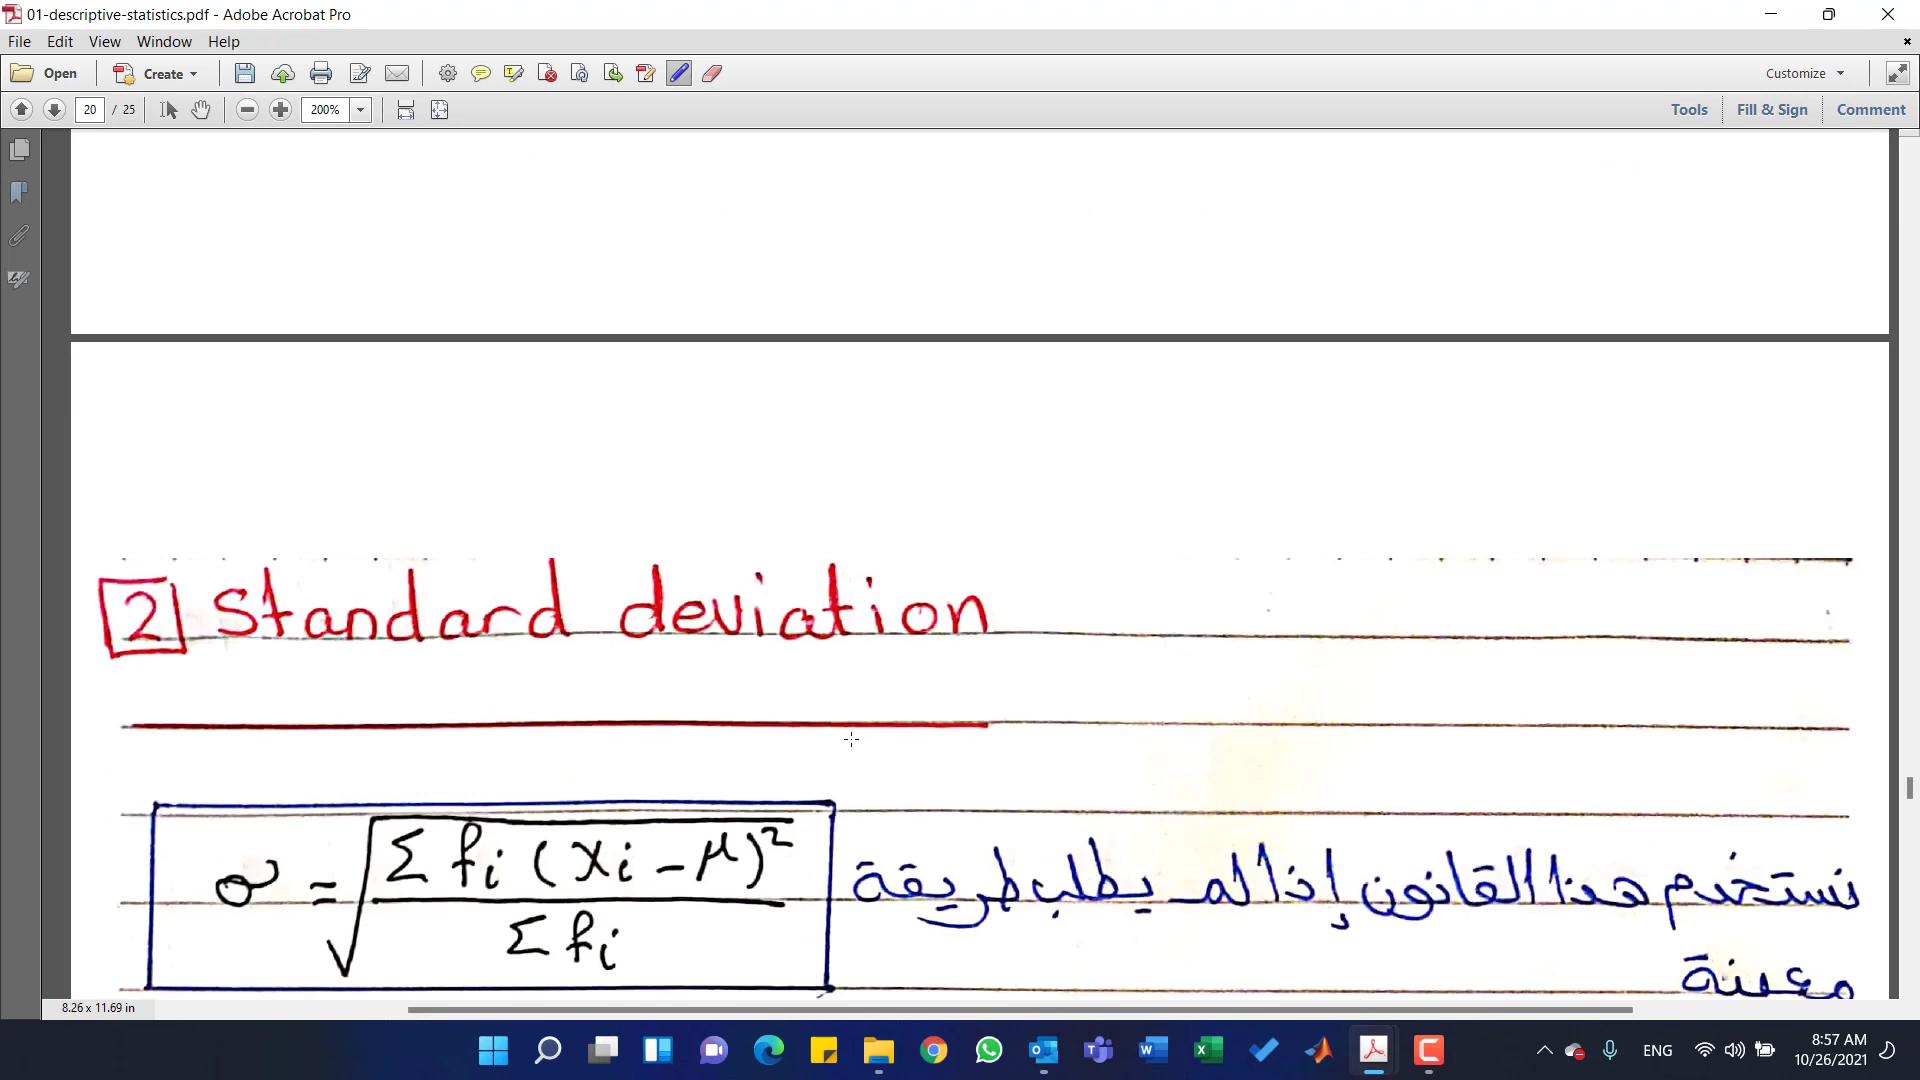 01-descriptive-statistics.pdf - Adobe Acrobat Pro
File Edit View Window Help
Open Create Customize
20 / 25 200% Tools Fill & Sign Comment
2 Standard deviation
σ = √(Σ fi (xi - μ)² / Σ fi) نستخدم هذا القانون إذا لم يطلب طريقة
معينة
8.26 x 11.69 in
ENG 8:57 AM
10/26/2021